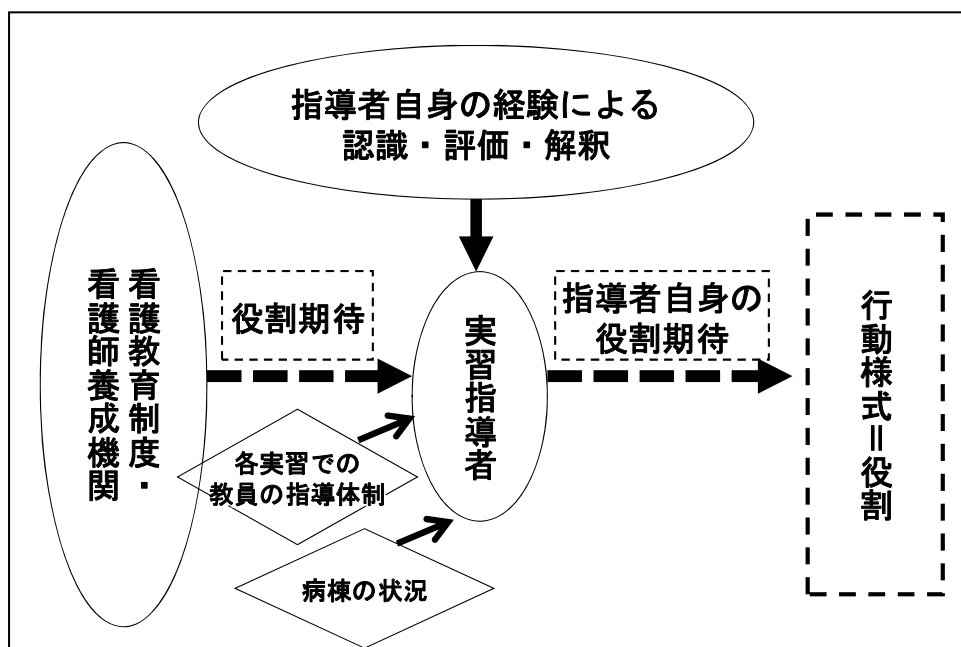 指導者自身の経験による
認識・評価・解釈
看護教育制度・
看護師養成機関
役割期待
実習指導者
指導者自身の
役割期待
行動様式=役割
各実習での
教員の指導体制
病棟の状況